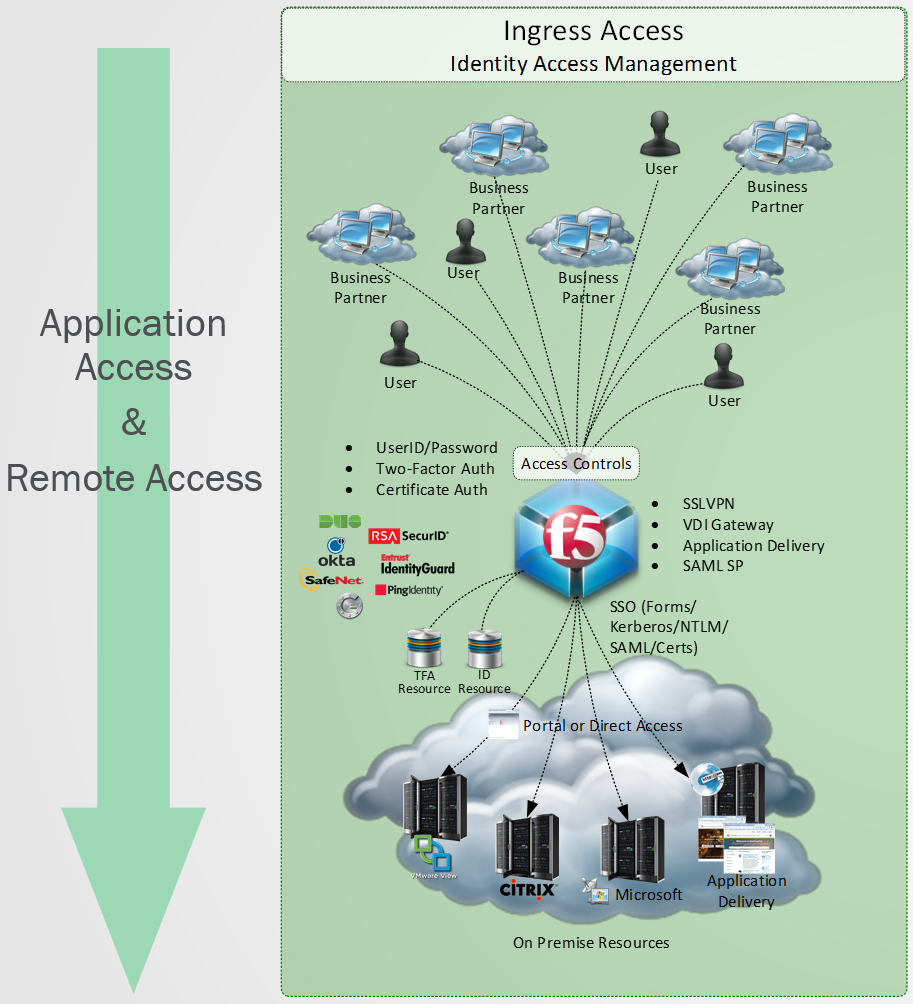 Ingress Access
Identity Access Management
Application
Access
&
Remote Access
User
Business
Partner
Business
Partner
Business
Partner
User
Business
Partner
Business
Partner
User
User
• UserID/Password
• Two-Factor Auth
• Certificate Auth
Access Controls
f5
• SSLVPN
• VDI Gateway
• Application Delivery
• SAML SP
DUO
RSA SecurID®
okta
Entrust
IdentityGuard
SafeNet
PingIdentity
SSO (Forms/
Kerberos/NTLM/
SAML/Certs)
TFA
Resource
ID
Resource
Portal or Direct Access
http://
VMware View
CITRIX
Microsoft
Application
Delivery
On Premise Resources